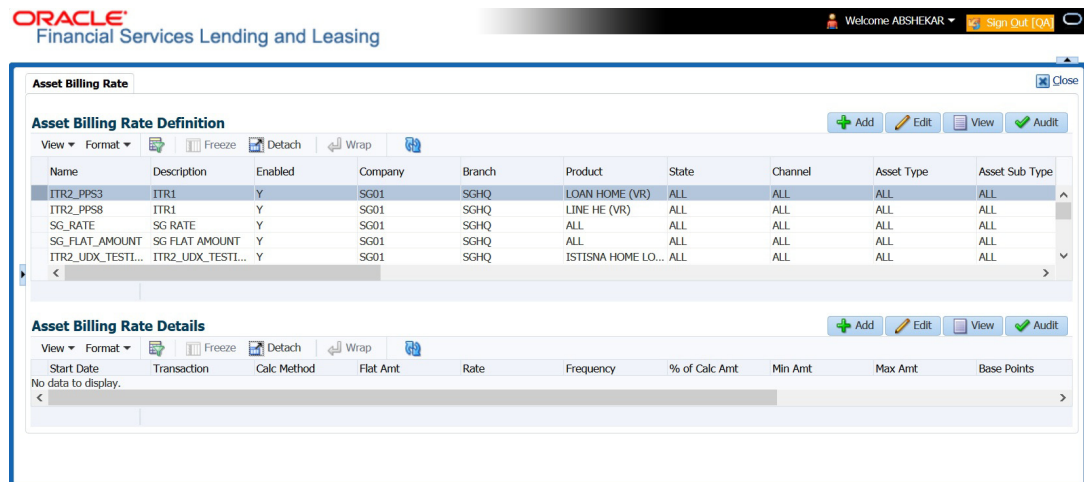 ORACLE
Financial Services Lending and Leasing
Welcome ABSHEKAR
Sign Out [QA]
Asset Billing Rate
Close
Asset Billing Rate Definition
Add Edit View Audit
View Format Freeze Detach Wrap
Name Description Enabled Company Branch Product State Channel Asset Type Asset Sub Type
ITR2_PPS3 ITR1 Y SG01 SGHQ LOAN HOME (VR) ALL ALL ALL ALL
ITR2_PPS8 ITR1 Y SG01 SGHQ LINE HE (VR) ALL ALL ALL ALL
SG_RATE SG RATE Y SG01 SGHQ ALL ALL ALL ALL ALL
SG_FLAT_AMOUNT SG FLAT AMOUNT Y SG01 SGHQ ALL ALL ALL ALL ALL
ITR2_UDX_TESTI... ITR2_UDX_TESTI... Y SG01 SGHQ ISTISNA HOME LO... ALL ALL ALL ALL
Asset Billing Rate Details
Add Edit View Audit
View Format Freeze Detach Wrap
Start Date Transaction Calc Method Flat Amt Rate Frequency % of Calc Amt Min Amt Max Amt Base Points
No data to display.